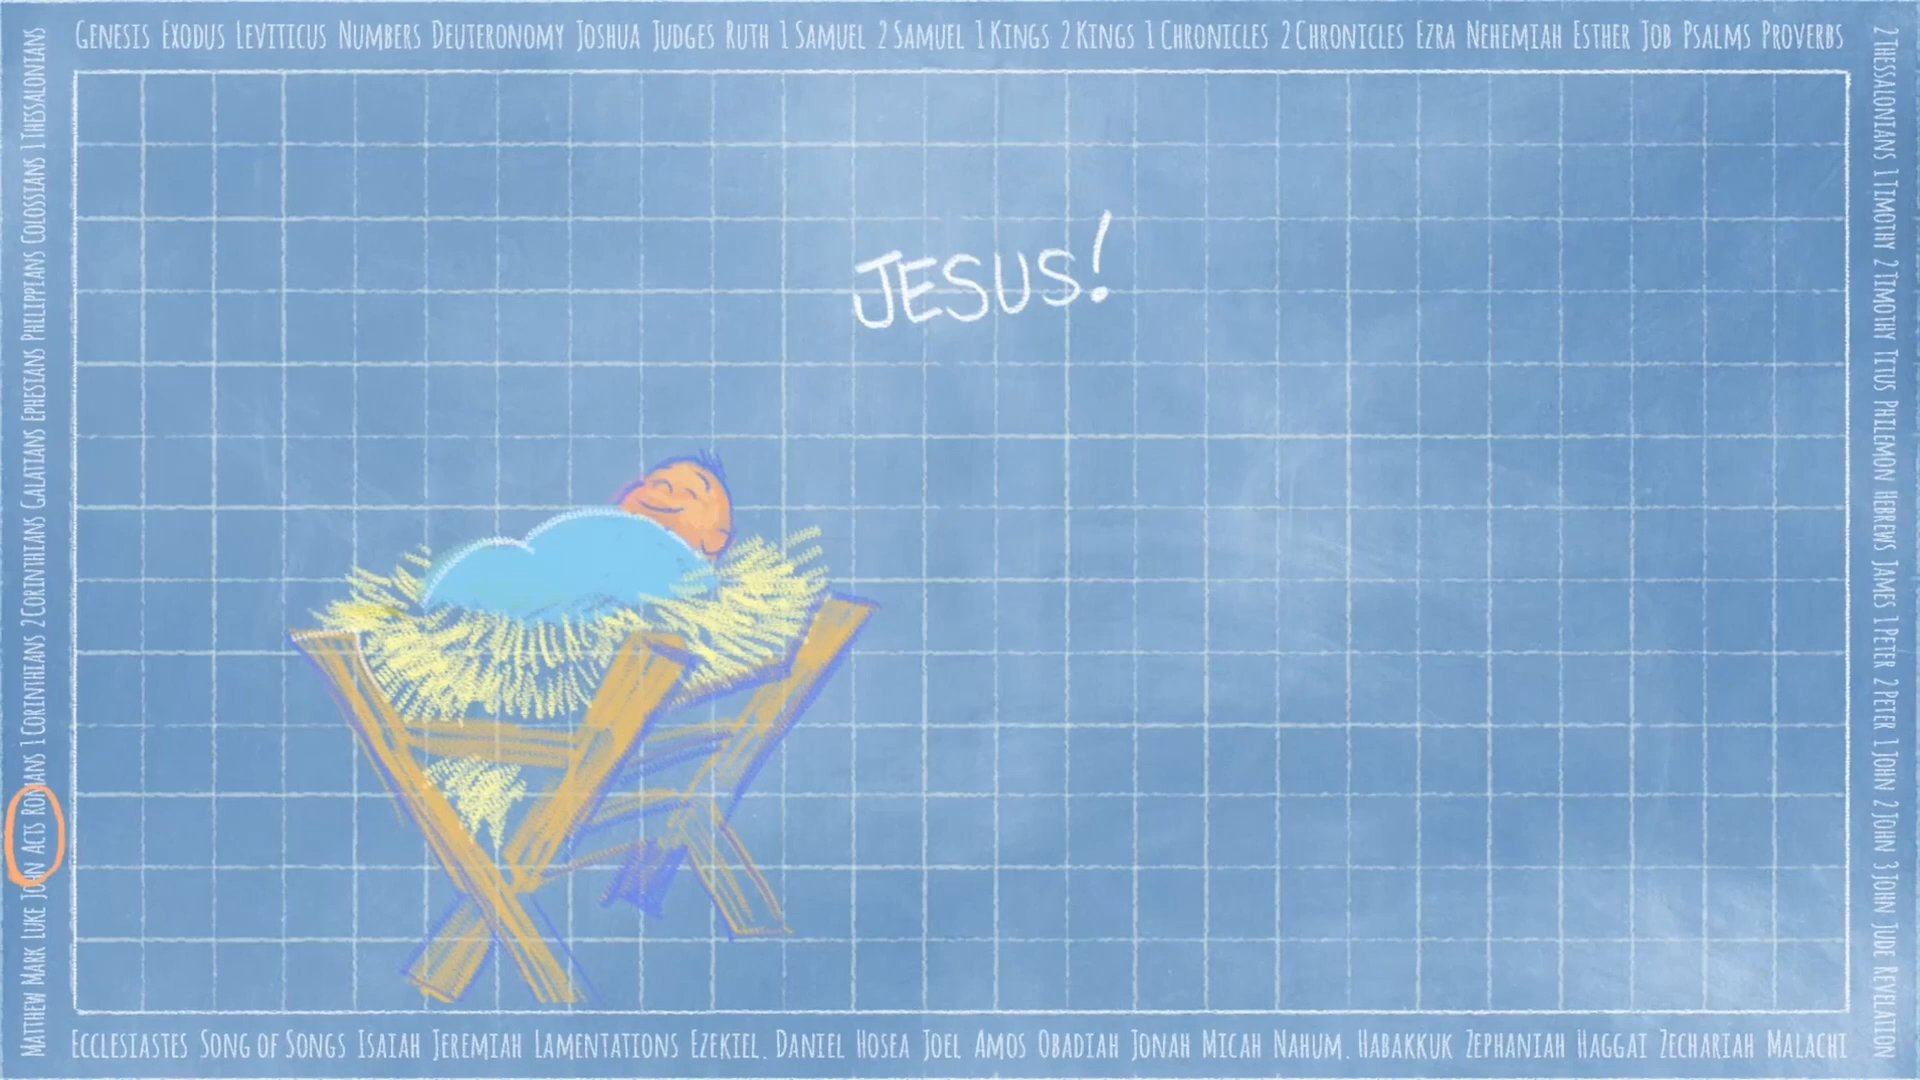 GENESIS EXODUS LEVITICUS NUMBERS DEUTERONOMY JOSHUA JUDGES RUTH 1 SAMUEL 2 SAMUEL 1 KINGS 2 KINGS 1 CHRONICLES 2 CHRONICLES EZRA NEHEMIAH ESTHER JOB PSALMS PROVERBS
MATTHEW MARK LUKE JOHN ACTS ROMANS 1 CORINTHIANS 2 CORINTHIANS GALATIANS EPHESIANS PHILIPPIANS COLOSSIANS 1 THESSALONIANS
JESUS!
2 THESSALONIANS 1 TIMOTHY 2 TIMOTHY TITUS PHILEMON HEBREWS JAMES 1 PETER 2 PETER 1 JOHN 2 JOHN 3 JOHN JUDE REVELATION
ECCLESIASTES SONG OF SONGS ISAIAH JEREMIAH LAMENTATIONS EZEKIEL. DANIEL HOSEA JOEL AMOS OBADIAH JONAH MICAH NAHUM. HABAKKUK ZEPHANIAH HAGGAI ZECHARIAH MALACHI